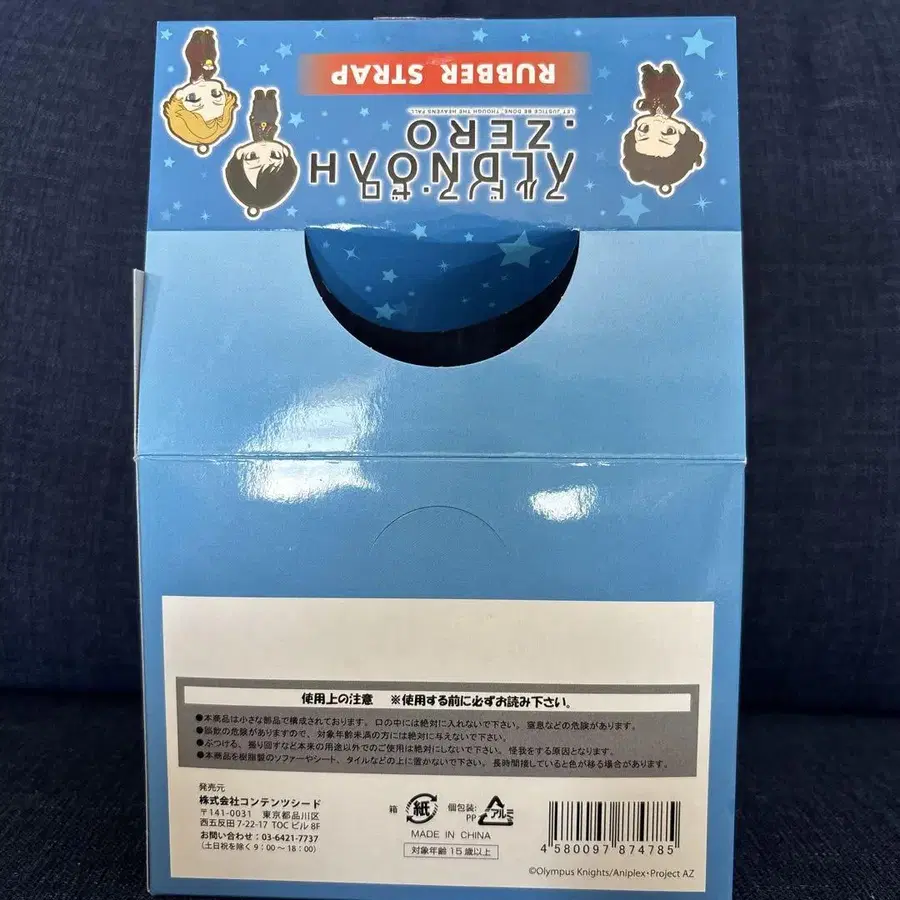 RUBBER STRAP
LET JUSTICE BE DONE, THOUGH THE HEAVENS FALL
アルドノア・ゼロ
ALDNOAH
.ZERO
使用上の注意 ※使用する前に必ずお読み下さい。
●本商品は小さな部品で構成されております。口の中には絶対に入れないで下さい。窒息などの危険があります。
●誤飲の危険がありますので、対象年齢未満の方には絶対に与えないで下さい。
●ぶつける、振り回すなど本来の用途以外でのご使用は絶対にしないで下さい。怪我をする原因となります。
●本商品を樹脂製のソファーやシート、タイルなどの上に置かないで下さい。長時間接していると色が移る場合があります。
発売元
株式会社コンテンツシード
〒141-0031 東京都品川区
西五反田 7-22-17 TOC ビル 8F
お問い合わせ：03-6421-7737
（土日祝を除く 9：00～18：00）
箱 紙 個包装: PP アルミ
MADE IN CHINA
対象年齢 15 歳以上
4 580097 874785
©Olympus Knights/Aniplex・Project AZ